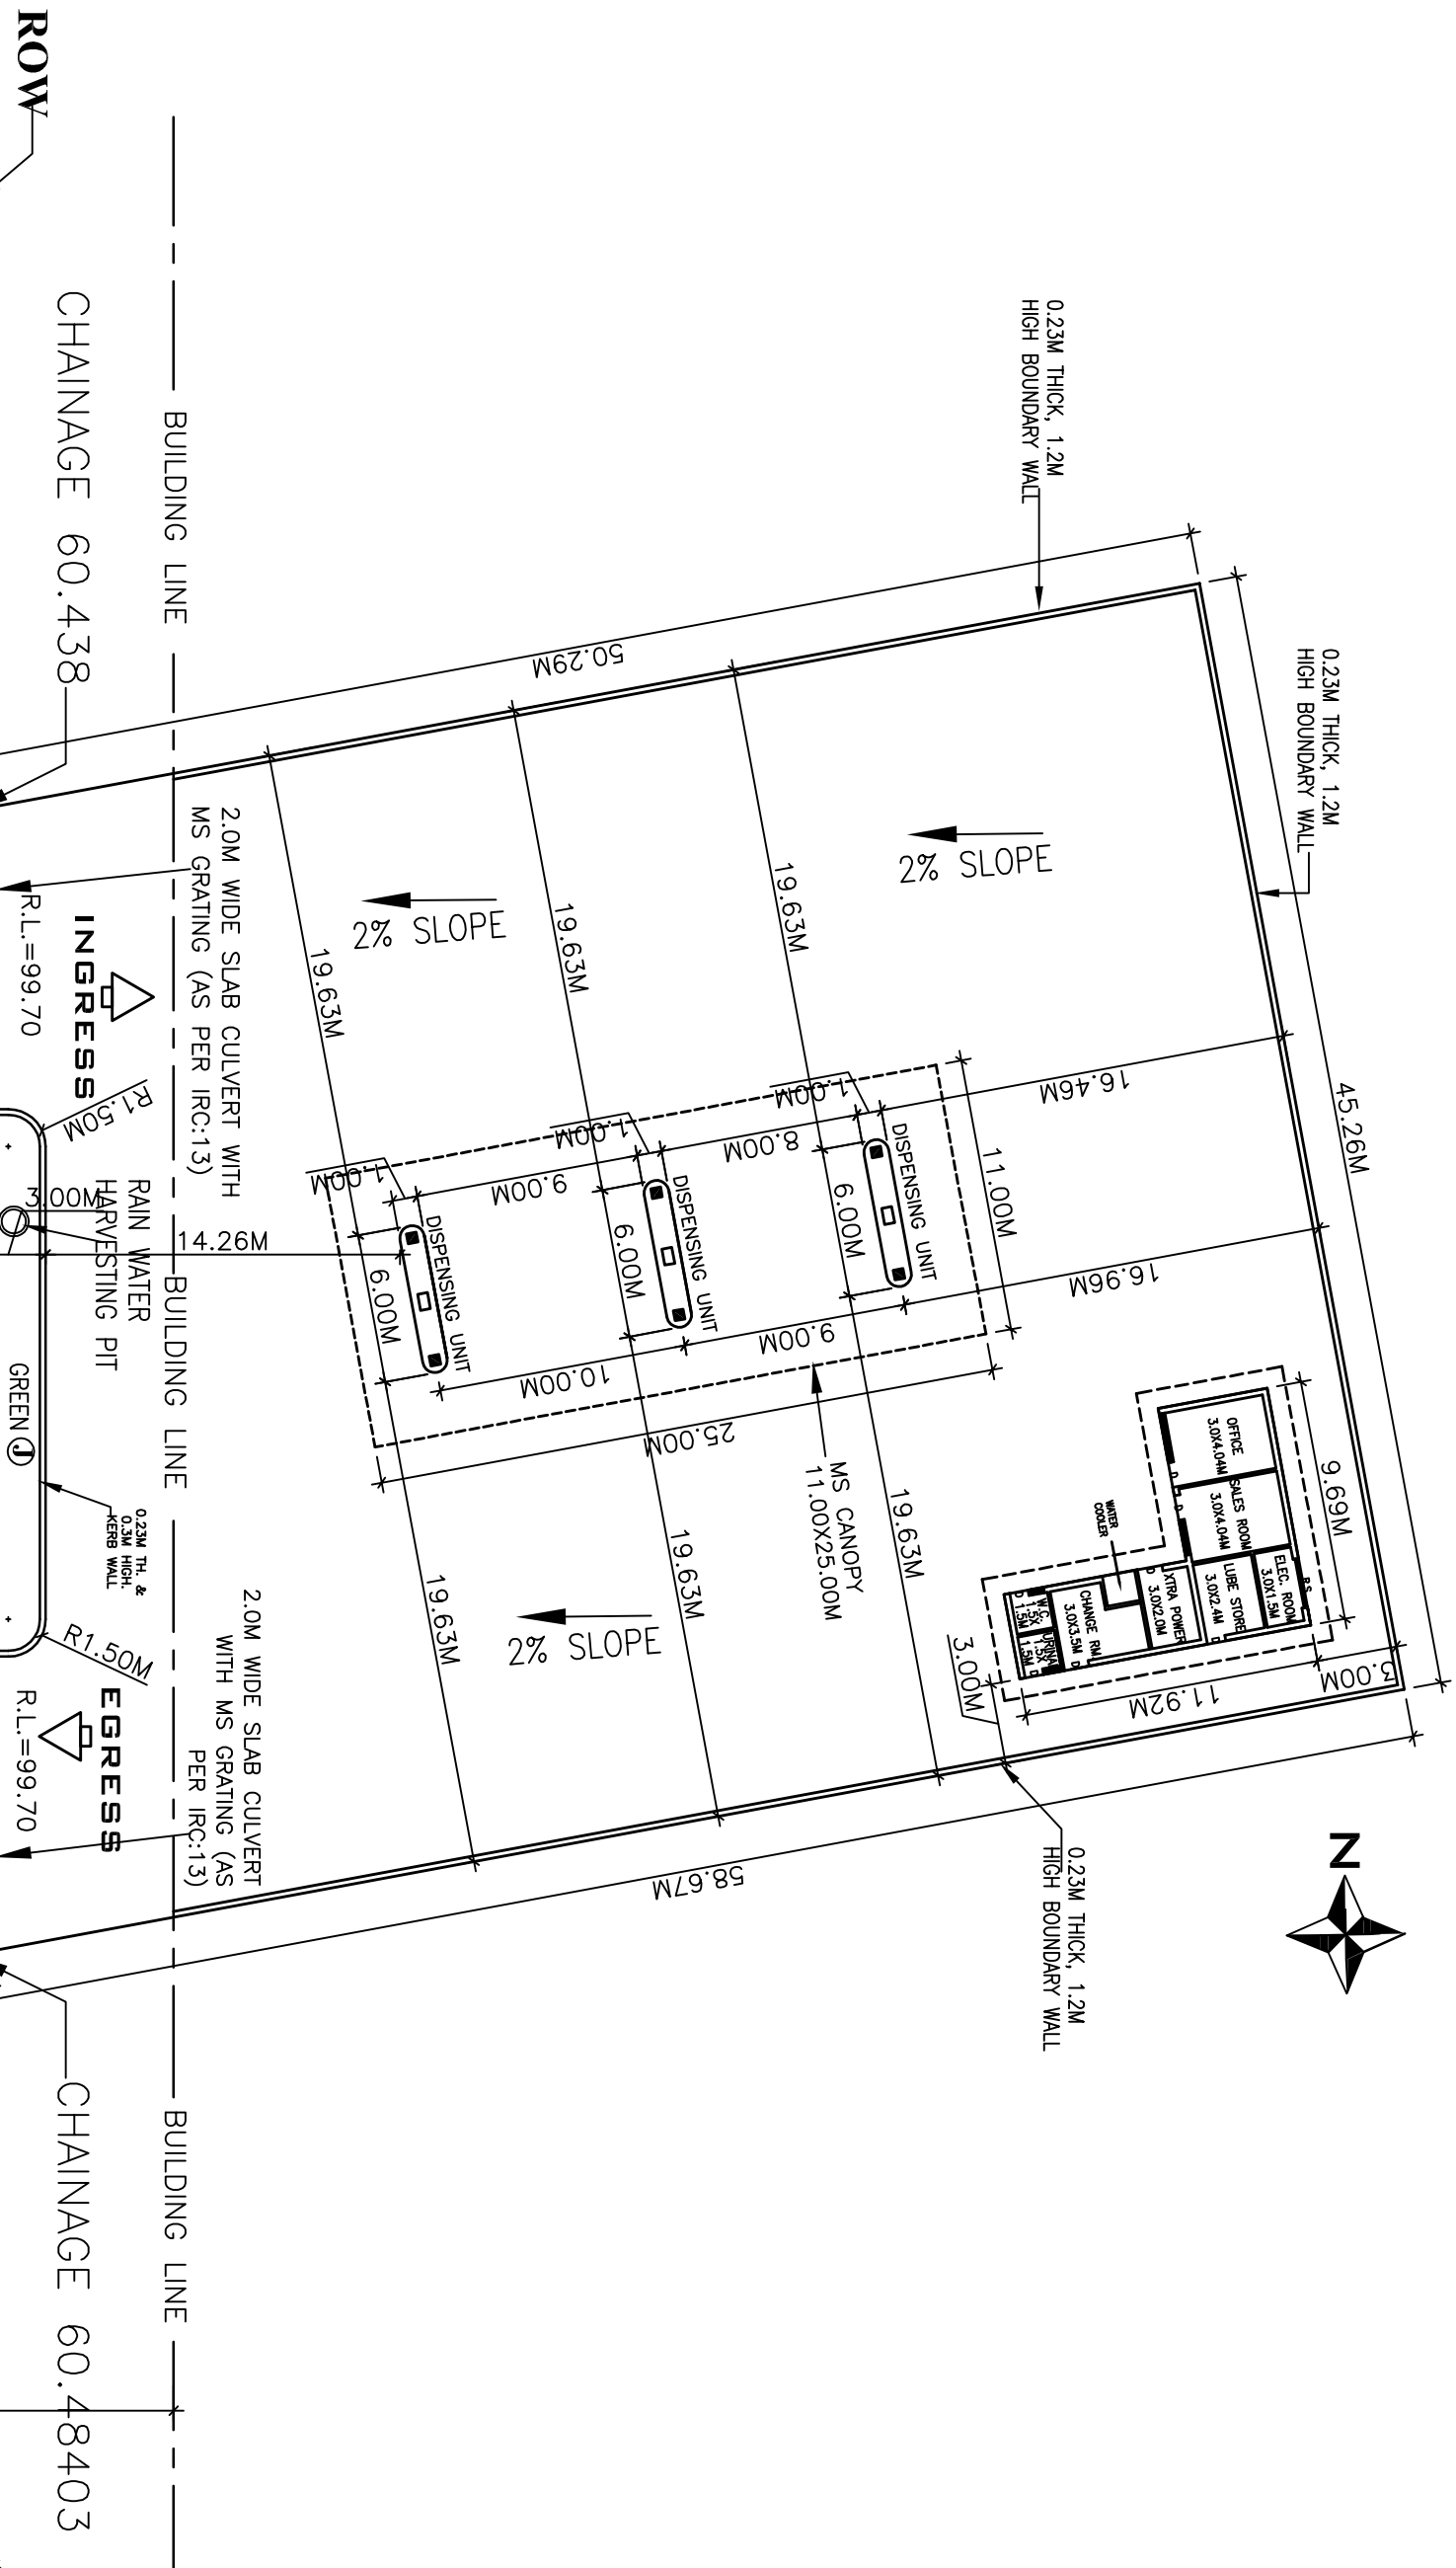 ROW
CHAINAGE 60.438
BUILDING LINE
0.23M THICK, 1.2M
HIGH BOUNDARY WALL
0.23M THICK, 1.2M
HIGH BOUNDARY WALL
45.26M
50.29M
2% SLOPE
2% SLOPE
19.63M
19.63M
19.63M
16.46M
11.00M
16.96M
1.00M
8.00M
1.00M
9.00M
1.00M
DISPENSING UNIT
6.00M
DISPENSING UNIT
6.00M
DISPENSING UNIT
6.00M
9.00M
10.00M
25.00M
MS CANOPY
11.00X25.00M
19.63M
19.63M
19.63M
2% SLOPE
9.69M
OFFICE
3.0X4.04M
SALES ROOM
3.0X4.04M
ELEC. ROOM
3.0X1.5M
R.S
LUBE STORE
3.0X2.4M
XTRA POWER
3.0X2.0M
WATER
COOLER
CHANGE RM
3.0X3.5M
W.C.
1.5X
1.5M
URINAL
1.5X
1.5M
D
D
D
D
D
D
D
3.00M
11.92M
3.00M
58.67M
0.23M THICK, 1.2M
HIGH BOUNDARY WALL
N
2.0M WIDE SLAB CULVERT WITH
MS GRATING (AS PER IRC:13)
INGRESS
R.L.=99.70
R1.50M
RAIN WATER
HARVESTING PIT
3.00M
14.26M
BUILDING LINE
GREEN J
0.23M TH. &
0.3M HIGH.
KERB WALL
R1.50M
2.0M WIDE SLAB CULVERT
WITH MS GRATING (AS
PER IRC:13)
EGRESS
R.L.=99.70
BUILDING LINE
CHAINAGE 60.48403